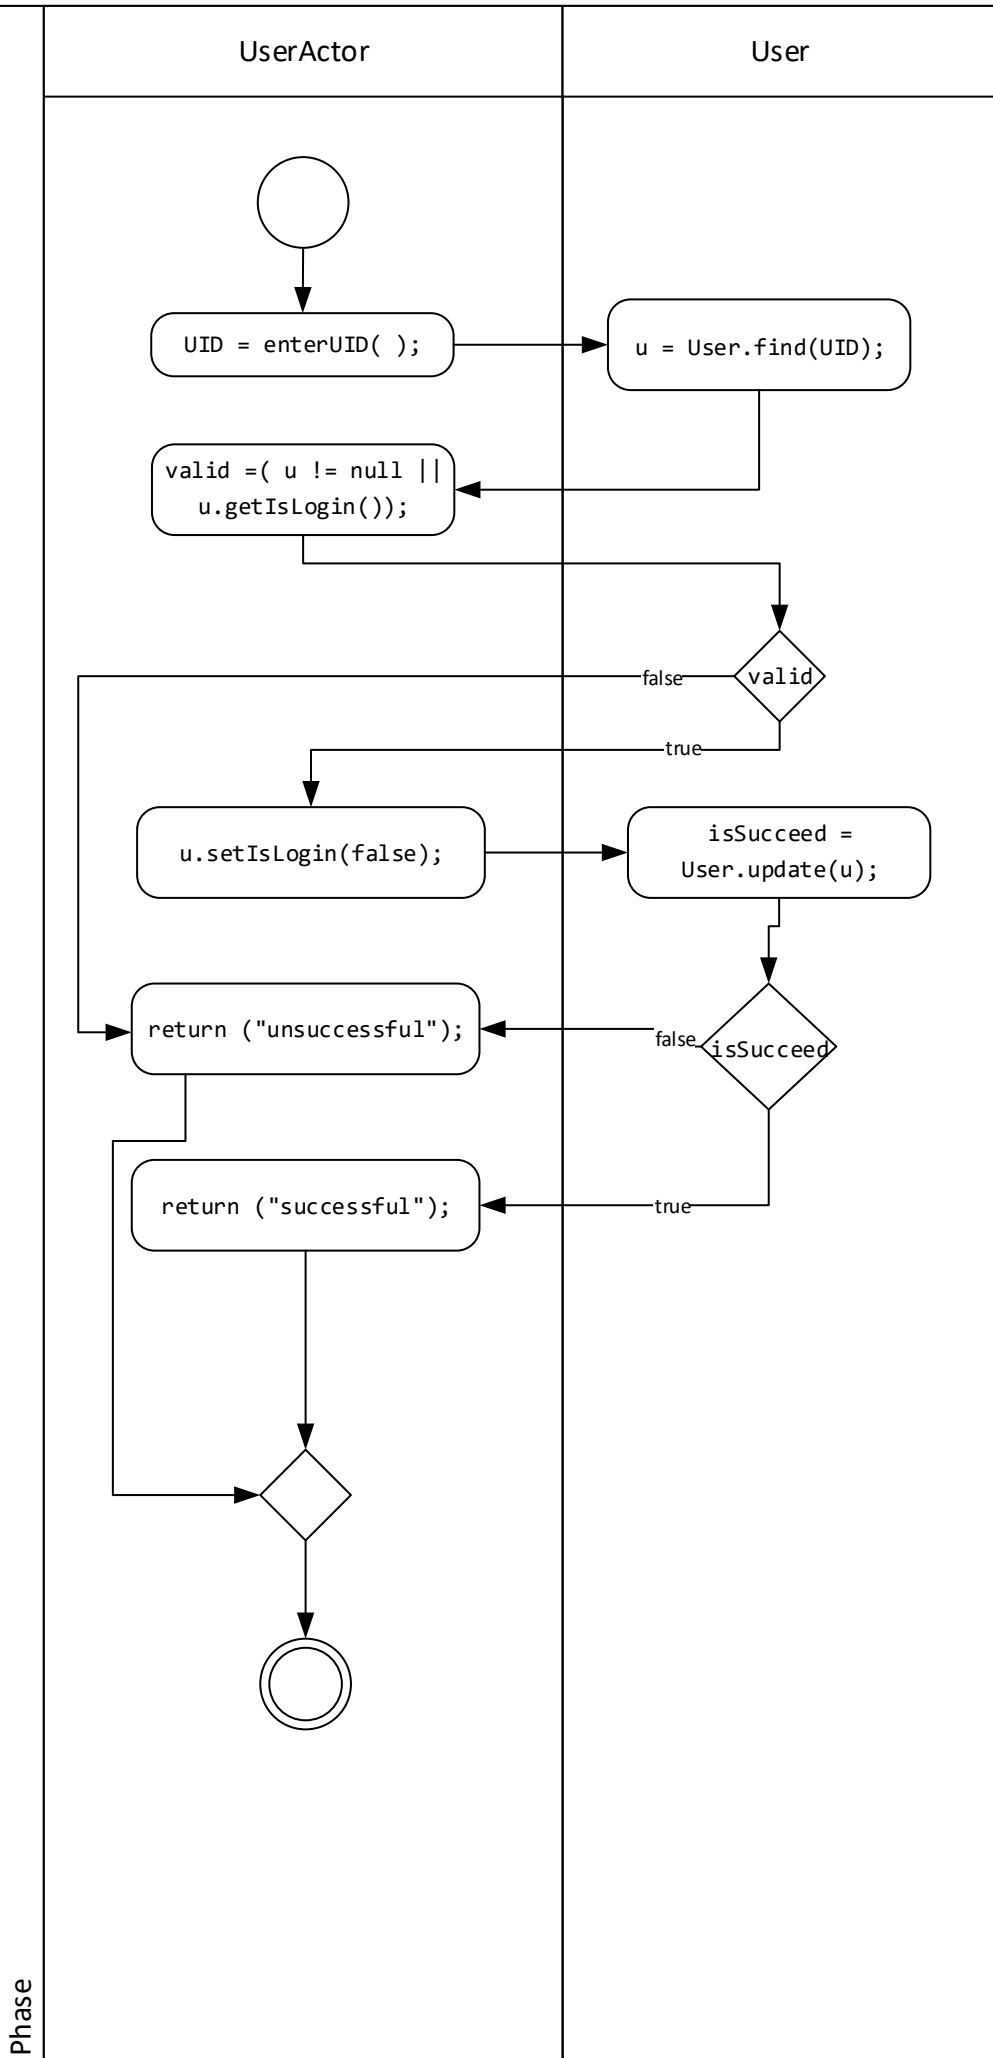 UserActor
User
UID = enterUID( );
u = User.find(UID);
valid =( u != null ||
u.getIsLogin());
valid
false
true
u.setIsLogin(false);
isSucceed =
User.update(u);
return ("unsuccessful");
false
isSucceed
return ("successful");
true
Phase